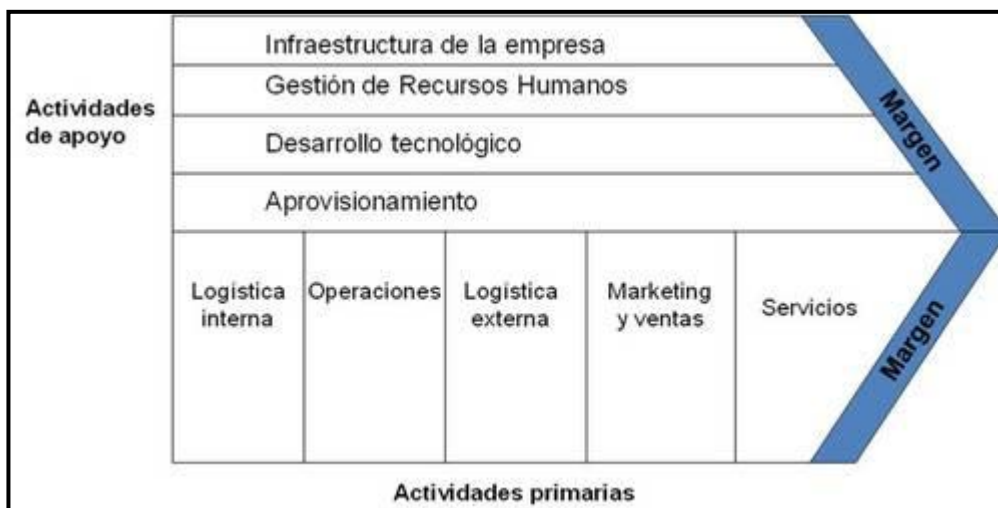 Infraestructura de la empresa
Gestión de Recursos Humanos
Actividades
de apoyo
Desarrollo tecnológico
Aprovisionamiento
Margen
Logística
interna
Operaciones
Logística
externa
Marketing
y ventas
Servicios
Margen
Actividades primarias